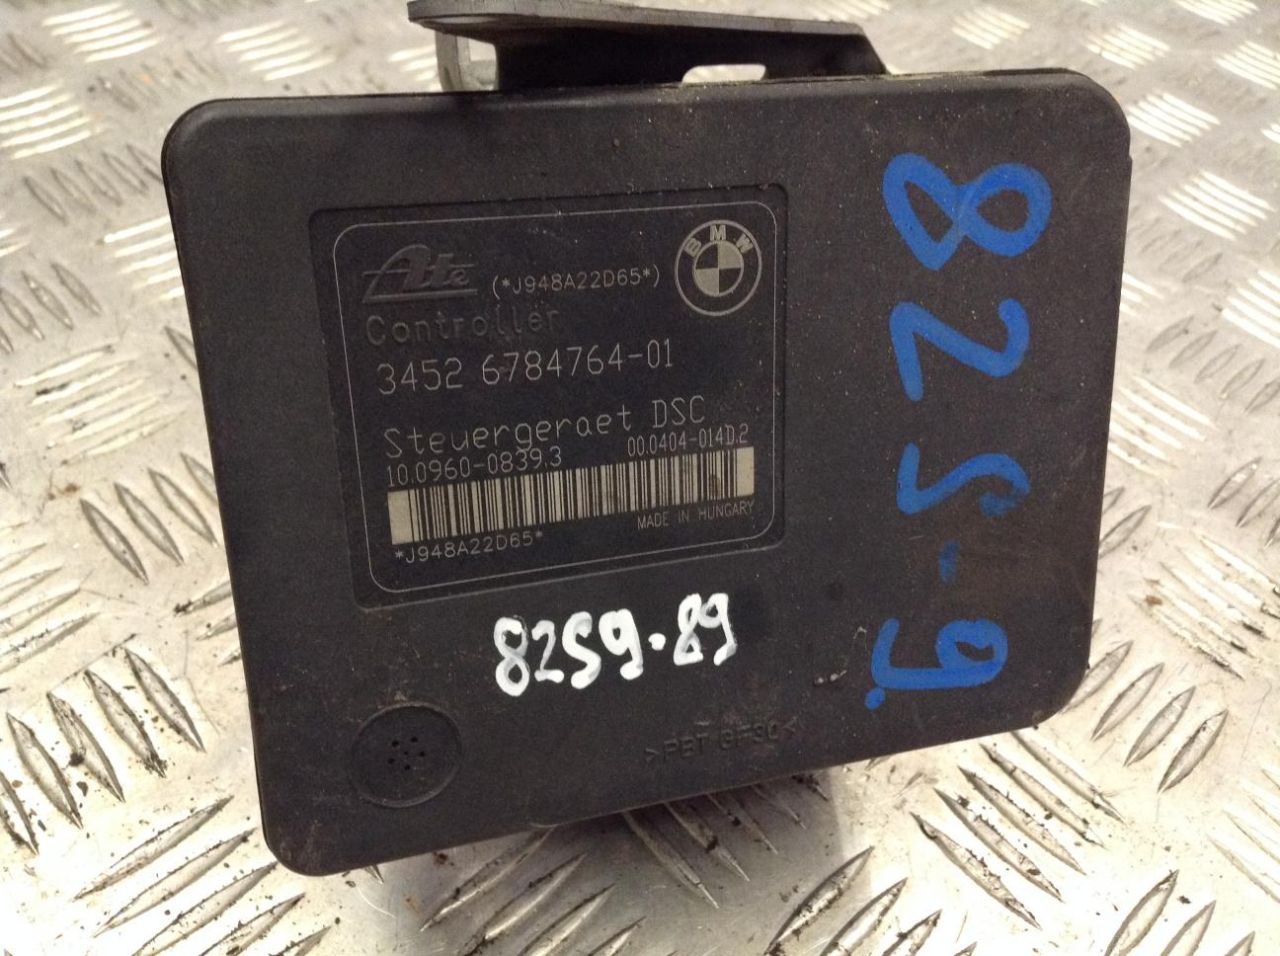 Ate (*J948A22D65*) BMW
Controller
3452 6784764-01
Steuergeraet DSC
10.0960-0839.3 00.0404-014D.2
MADE IN HUNGARY
*J948A22D65*
8259-89
>PBT GF30<
825-9.